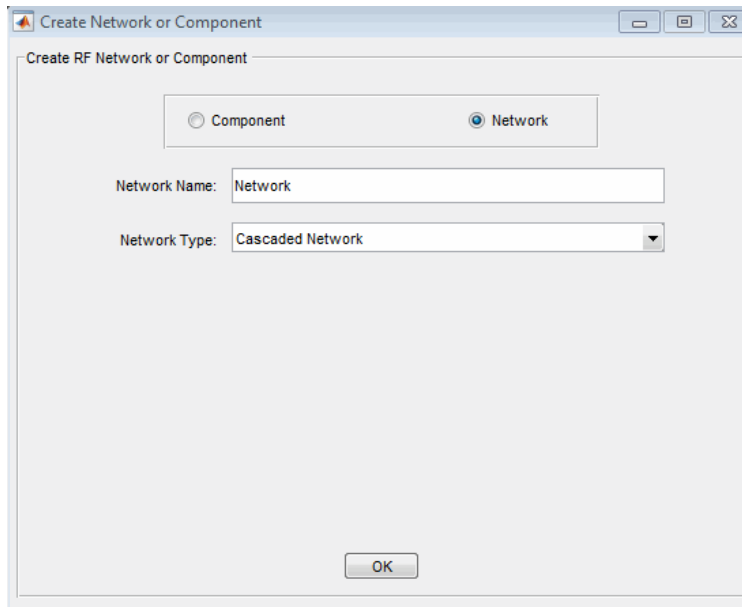 Create Network or Component
Create RF Network or Component
Component Network
Network Name: Network
Network Type: Cascaded Network
OK